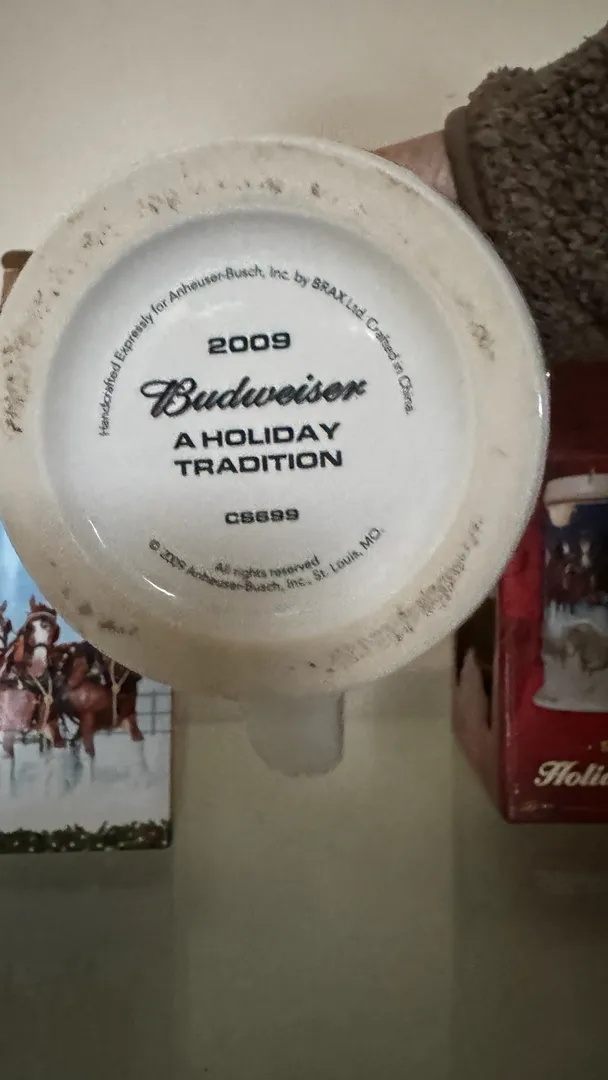 Handcrafted Expressly for Anheuser-Busch, Inc. by BRAX Ltd. Crafted in China.
2009
Budweiser
A HOLIDAY
TRADITION
CS699
All rights reserved
© 2009 Anheuser-Busch, Inc., St. Louis, MO.